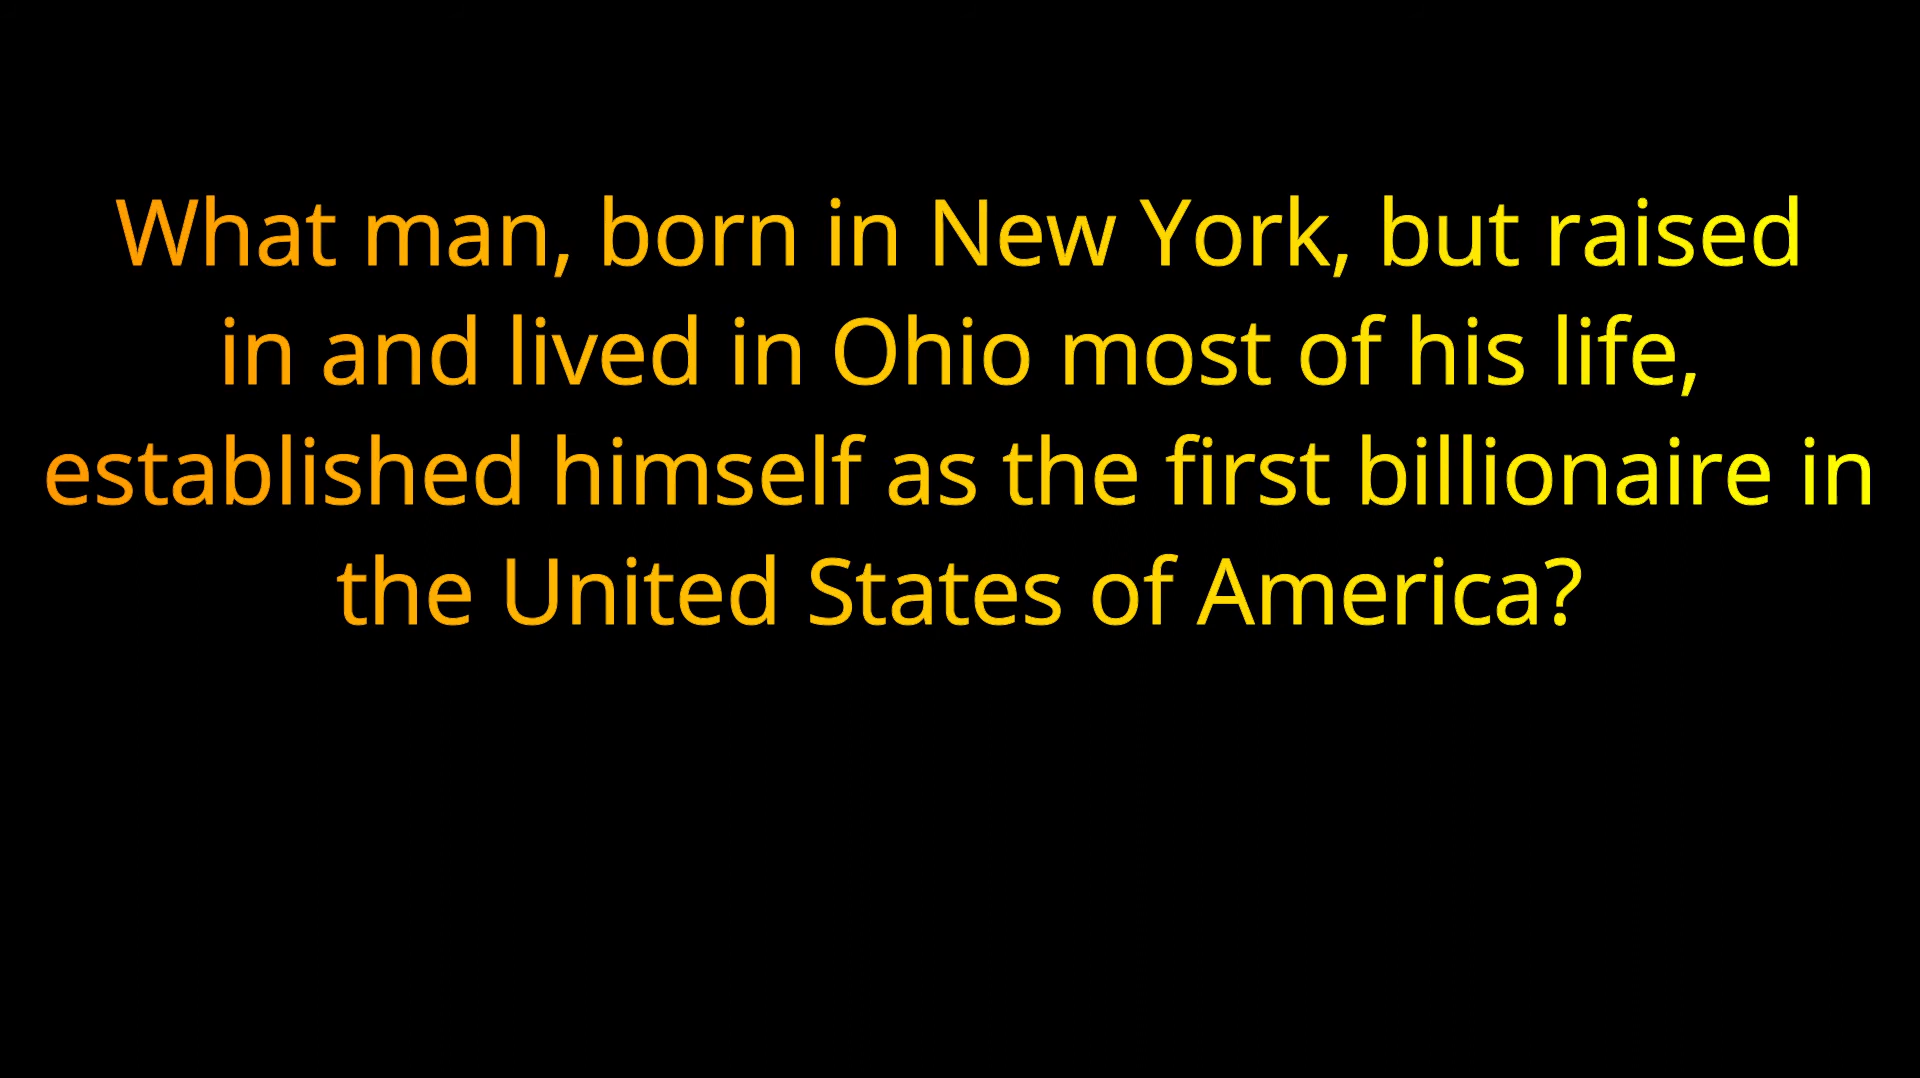 What man, born in New York, but raised
in and lived in Ohio most of his life,
established himself as the first billionaire in
the United States of America?